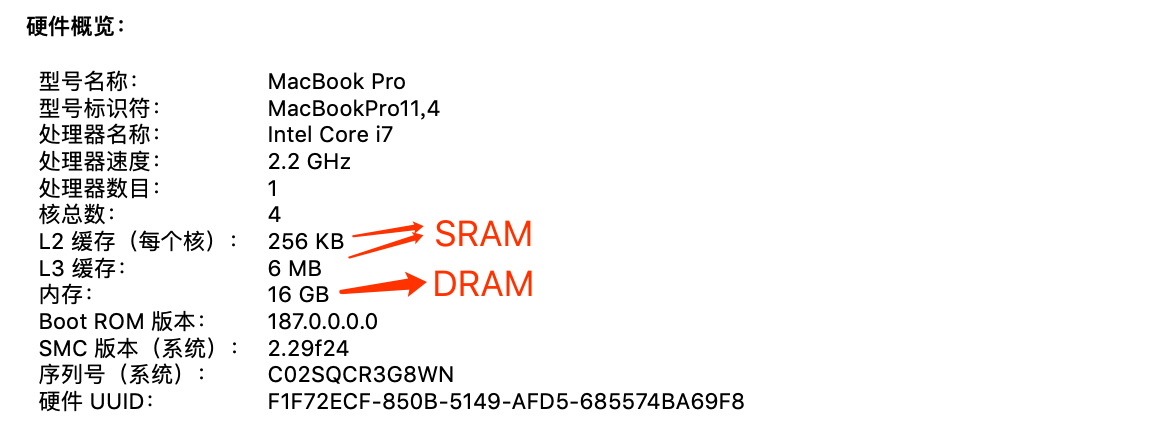 硬件概览：
型号名称： MacBook Pro
型号标识符： MacBookPro11,4
处理器名称： Intel Core i7
处理器速度： 2.2 GHz
处理器数目： 1
核总数： 4
L2 缓存（每个核）： 256 KB SRAM
L3 缓存： 6 MB
内存： 16 GB DRAM
Boot ROM 版本： 187.0.0.0.0
SMC 版本（系统）： 2.29f24
序列号（系统）： C02SQCR3G8WN
硬件 UUID： F1F72ECF-850B-5149-AFD5-685574BA69F8